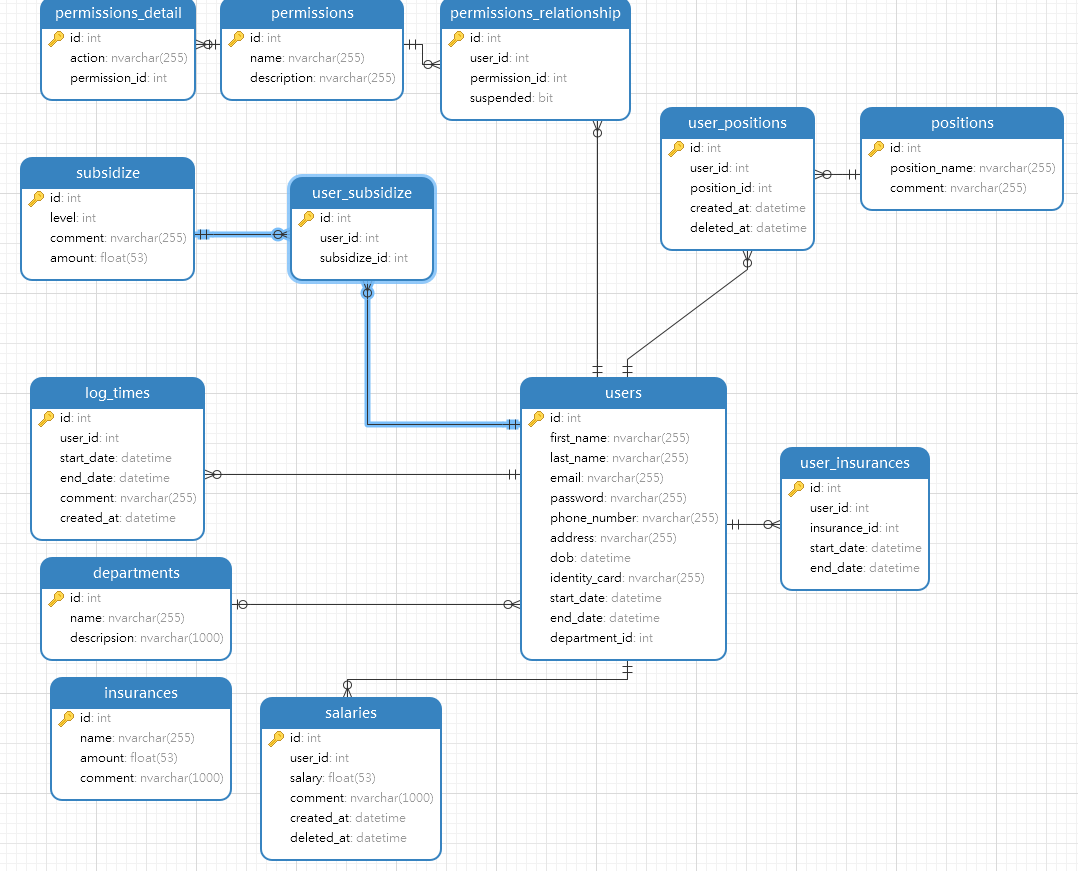 permissions_detail
id: int
action: nvarchar(255)
permission_id: int
permissions
id: int
name: nvarchar(255)
description: nvarchar(255)
permissions_relationship
id: int
user_id: int
permission_id: int
suspended: bit
user_positions
id: int
user_id: int
position_id: int
created_at: datetime
deleted_at: datetime
positions
id: int
position_name: nvarchar(255)
comment: nvarchar(255)
subsidize
id: int
level: int
comment: nvarchar(255)
amount: float(53)
user_subsidize
id: int
user_id: int
subsidize_id: int
log_times
id: int
user_id: int
start_date: datetime
end_date: datetime
comment: nvarchar(255)
created_at: datetime
users
id: int
first_name: nvarchar(255)
last_name: nvarchar(255)
email: nvarchar(255)
password: nvarchar(255)
phone_number: nvarchar(255)
address: nvarchar(255)
dob: datetime
identity_card: nvarchar(255)
start_date: datetime
end_date: datetime
department_id: int
user_insurances
id: int
user_id: int
insurance_id: int
start_date: datetime
end_date: datetime
departments
id: int
name: nvarchar(255)
descripsion: nvarchar(1000)
insurances
id: int
name: nvarchar(255)
amount: float(53)
comment: nvarchar(1000)
salaries
id: int
user_id: int
salary: float(53)
comment: nvarchar(1000)
created_at: datetime
deleted_at: datetime